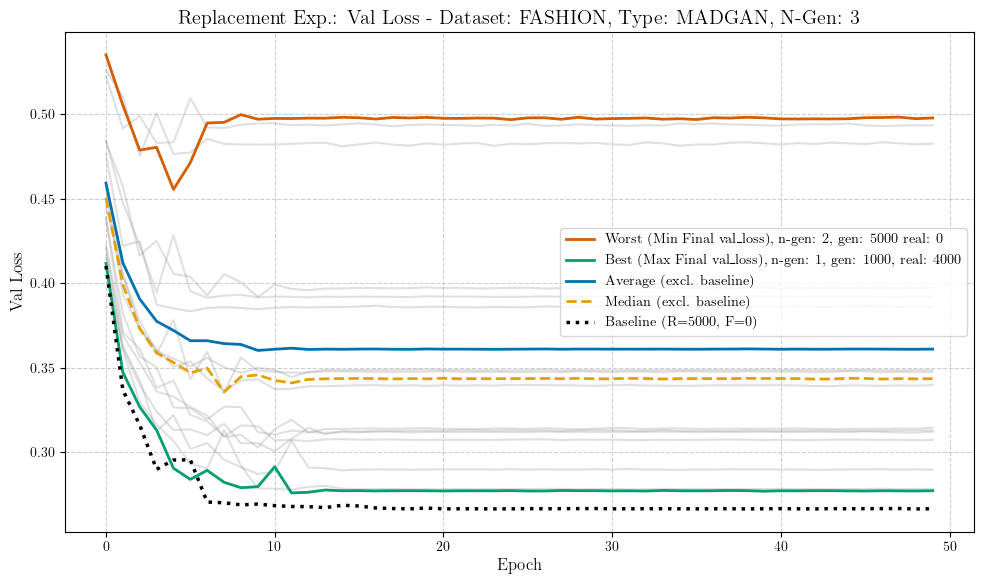 Replacement Exp.: Val Loss - Dataset: FASHION, Type: MADGAN, N-Gen: 3
Val Loss
0.50
0.45
0.40
0.35
0.30
Worst (Min Final val_loss), n-gen: 2, gen: 5000 real: 0
Best (Max Final val_loss), n-gen: 1, gen: 1000, real: 4000
Average (excl. baseline)
Median (excl. baseline)
Baseline (R=5000, F=0)
0 10 20 30 40 50
Epoch